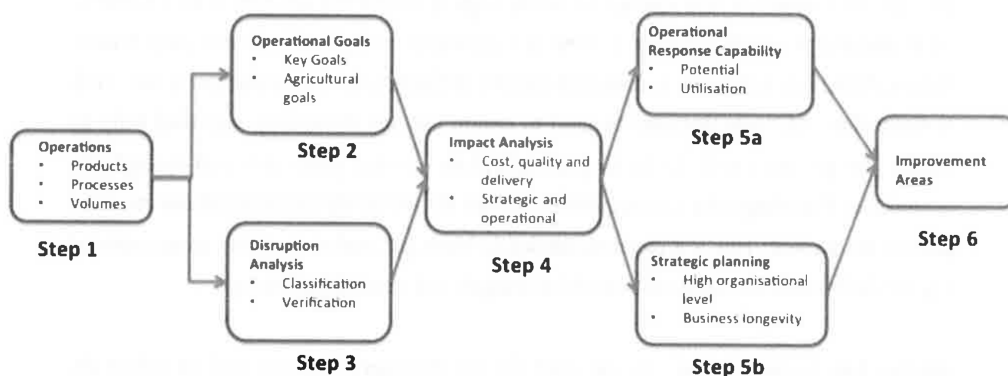 Operations
• Products
• Processes
• Volumes
Step 1
Operational Goals
• Key Goals
• Agricultural
goals
Step 2
Disruption
Analysis
• Classification
• Verification
Step 3
Impact Analysis
• Cost, quality and
delivery
• Strategic and
operational
Step 4
Operational
Response Capability
• Potential
• Utilisation
Step 5a
Strategic planning
• High organisational
level
• Business longevity
Step 5b
Improvement
Areas
Step 6